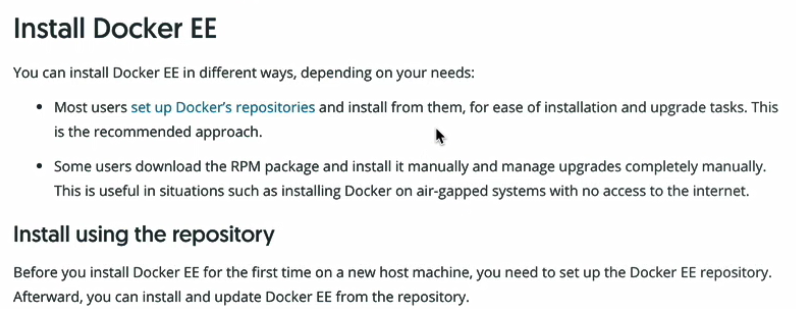 Install Docker EE
You can install Docker EE in different ways, depending on your needs:
• Most users set up Docker's repositories and install from them, for ease of installation and upgrade tasks. This
is the recommended approach.
• Some users download the RPM package and install it manually and manage upgrades completely manually.
This is useful in situations such as installing Docker on air-gapped systems with no access to the internet.
Install using the repository
Before you install Docker EE for the first time on a new host machine, you need to set up the Docker EE repository.
Afterward, you can install and update Docker EE from the repository.